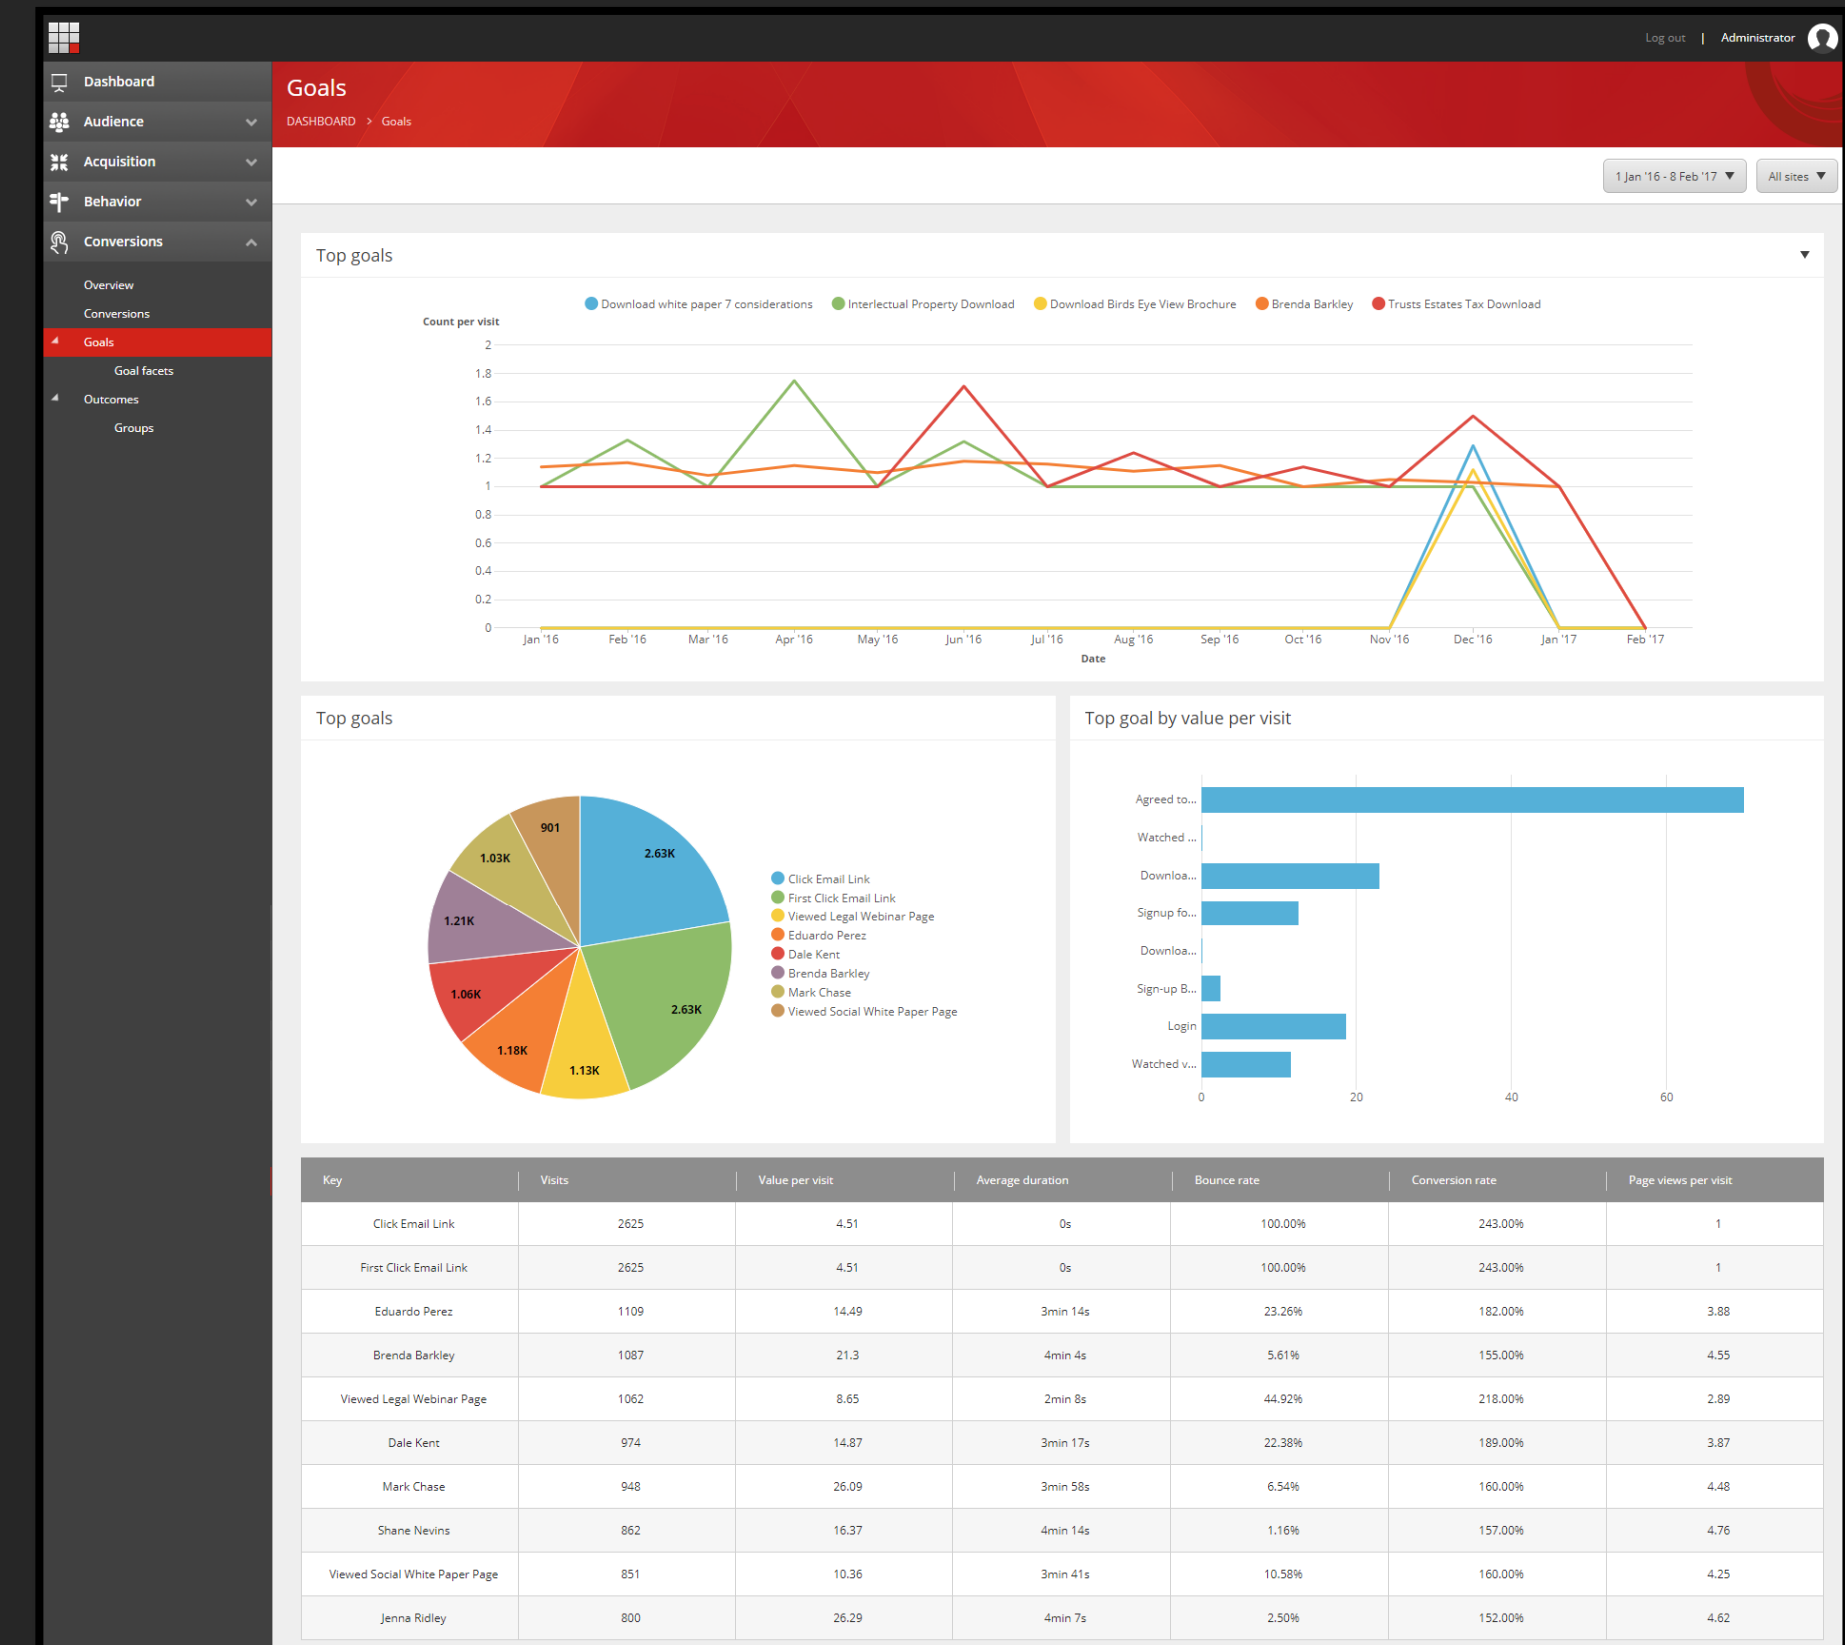 Log out | Administrator
Dashboard
Audience
Acquisition
Behavior
Conversions
Overview
Conversions
Goals
Goal facets
Outcomes
Groups
Goals
DASHBOARD > Goals
1 Jan '16 - 8 Feb '17
All sites
Top goals
Download white paper 7 considerations Interlectual Property Download Download Birds Eye View Brochure Brenda Barkley Trusts Estates Tax Download
Count per visit
2
1.8
1.6
1.4
1.2
1
0.8
0.6
0.4
0.2
0
Jan '16 Feb '16 Mar '16 Apr '16 May '16 Jun '16 Jul '16 Aug '16 Sep '16 Oct '16 Nov '16 Dec '16 Jan '17 Feb '17
Date
Top goals
901
2.63K
1.03K
1.21K
1.06K
2.63K
1.18K
1.13K
Click Email Link
First Click Email Link
Viewed Legal Webinar Page
Eduardo Perez
Dale Kent
Brenda Barkley
Mark Chase
Viewed Social White Paper Page
Top goal by value per visit
Agreed to...
Watched ...
Downloa...
Signup fo...
Downloa...
Sign-up B...
Login
Watched v...
0 20 40 60
Key Visits Value per visit Average duration Bounce rate Conversion rate Page views per visit
Click Email Link 2625 4.51 0s 100.00% 243.00% 1
First Click Email Link 2625 4.51 0s 100.00% 243.00% 1
Eduardo Perez 1109 14.49 3min 14s 23.26% 182.00% 3.88
Brenda Barkley 1087 21.3 4min 4s 5.61% 155.00% 4.55
Viewed Legal Webinar Page 1062 8.65 2min 8s 44.92% 218.00% 2.89
Dale Kent 974 14.87 3min 17s 22.38% 189.00% 3.87
Mark Chase 948 26.09 3min 58s 6.54% 160.00% 4.48
Shane Nevins 862 16.37 4min 14s 1.16% 157.00% 4.76
Viewed Social White Paper Page 851 10.36 3min 41s 10.58% 160.00% 4.25
Jenna Ridley 800 26.29 4min 7s 2.50% 152.00% 4.62